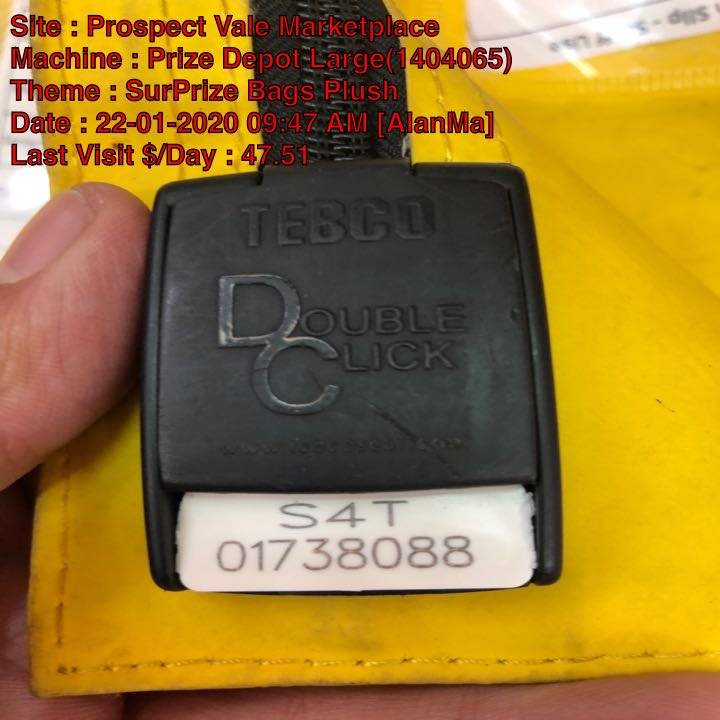 Site : Prospect Vale Marketplace
Machine : Prize Depot Large(1404065)
Theme : SurPrize Bags Plush
Date : 22-01-2020 09:47 AM [AlanMa]
Last Visit $/Day : 47.51
Slip -
TEBCO
DOUBLE
CLICK
S4T
01738088